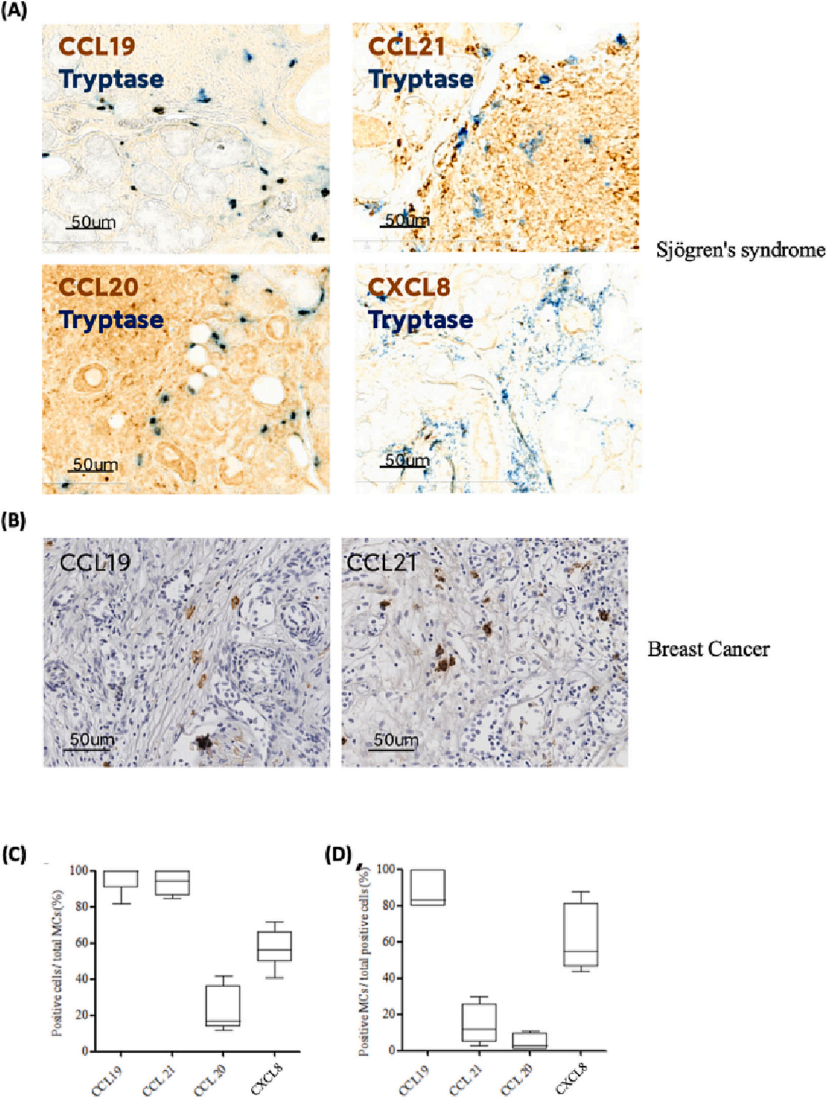 (A)
CCL19
Tryptase
50um
CCL21
Tryptase
50um
Sjögren's syndrome
CCL20
Tryptase
50um
CXCL8
Tryptase
50um
(B)
CCL19
50um
CCL21
50um
Breast Cancer
(C)
Positive cells/ total MCs(%)
100
80
60
40
20
0
CCL19
CCL 21
CCL 20
CXCL8
(D)
Positive MCs/ total positive cells(%)
100
80
60
40
20
0
CCL19
CCL 21
CCL 20
CXCL8